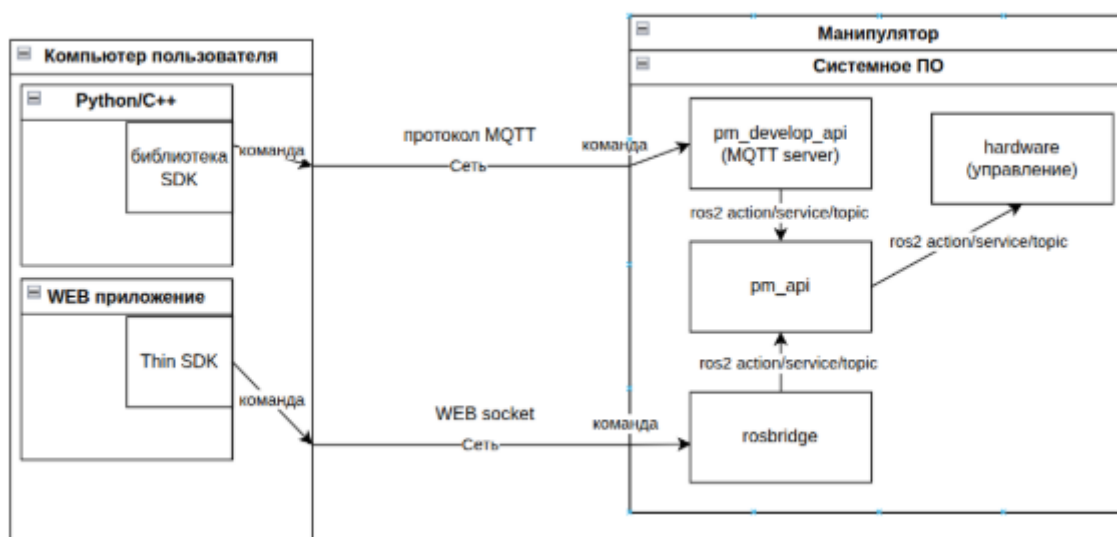 Компьютер пользователя
Python/C++
библиотека
SDK
команда
WEB приложение
Thin SDK
команда
протокол MQTT
Сеть
команда
WEB socket
Сеть
команда
Манипулятор
Системное ПО
pm_develop_api
(MQTT server)
hardware
(управление)
ros2 action/service/topic
ros2 action/service/topic
pm_api
ros2 action/service/topic
rosbridge